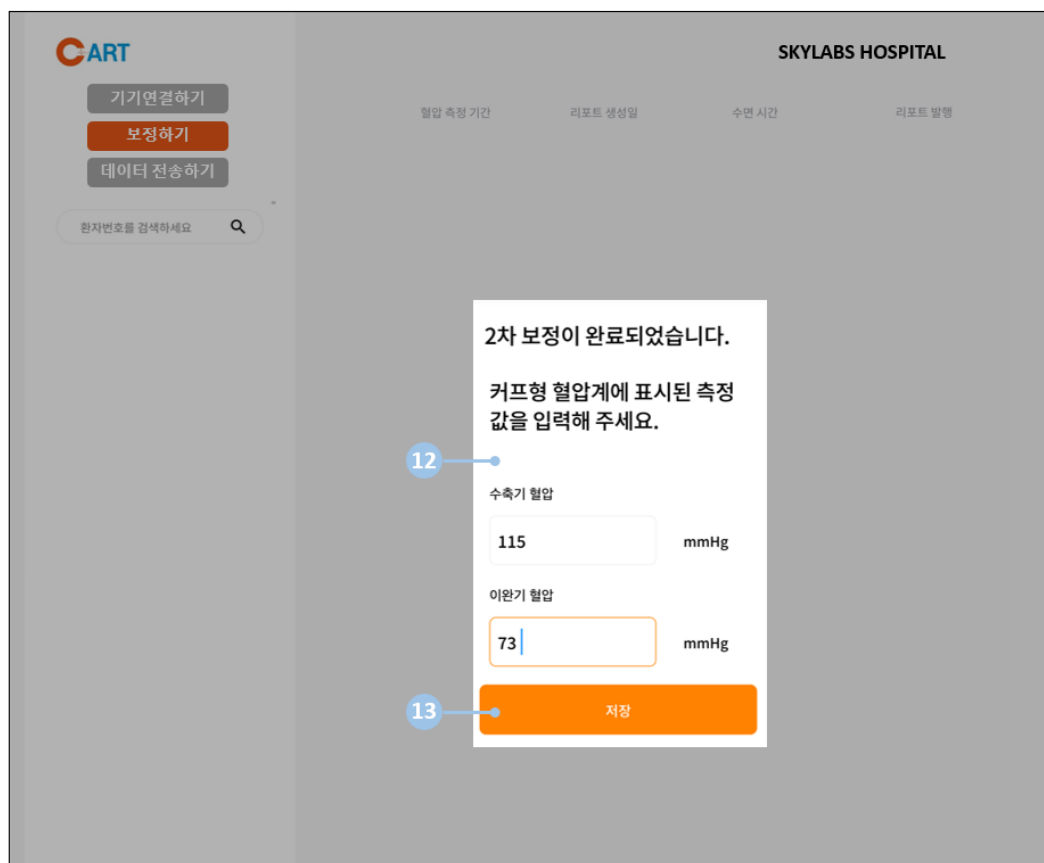 CART
SKYLABS HOSPITAL
기기연결하기
보정하기
데이터 전송하기
환자번호를 검색하세요
혈압 측정 기간 리포트 생성일 수면 시간 리포트 발행
2차 보정이 완료되었습니다.
커프형 혈압계에 표시된 측정
값을 입력해 주세요.
12
수축기 혈압
115 mmHg
이완기 혈압
73 mmHg
13 저장